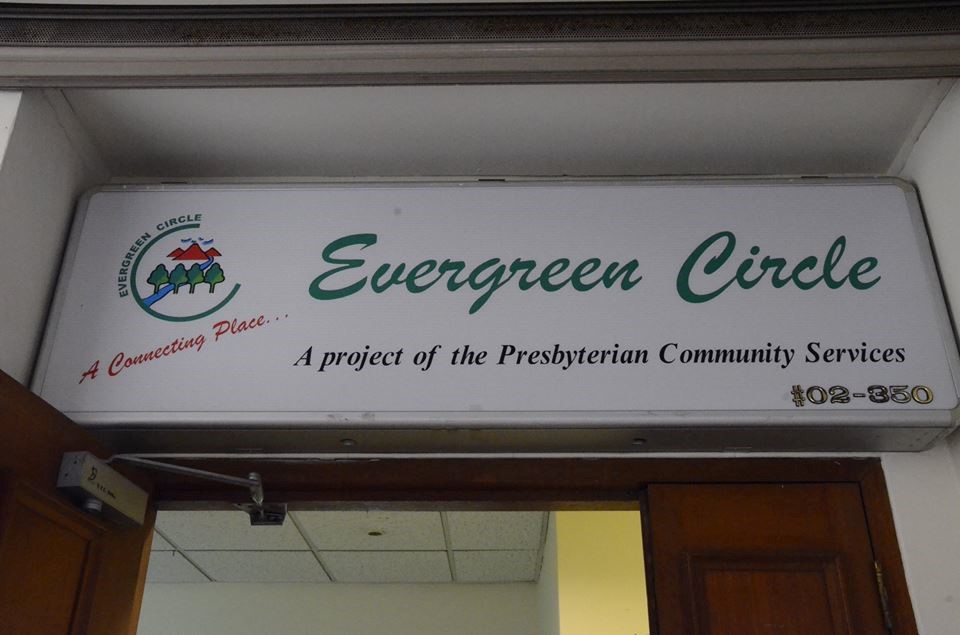 EVERGREEN CIRCLE
A Connecting Place...
Evergreen Circle
A project of the Presbyterian Community Services
#02-350